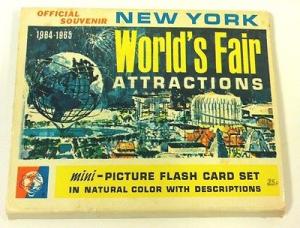 OFFICIAL
SOUVENIR
NEW YORK
1964-1965
World's Fair
ATTRACTIONS
mini-PICTURE FLASH CARD SET
IN NATURAL COLOR WITH DESCRIPTIONS
25¢